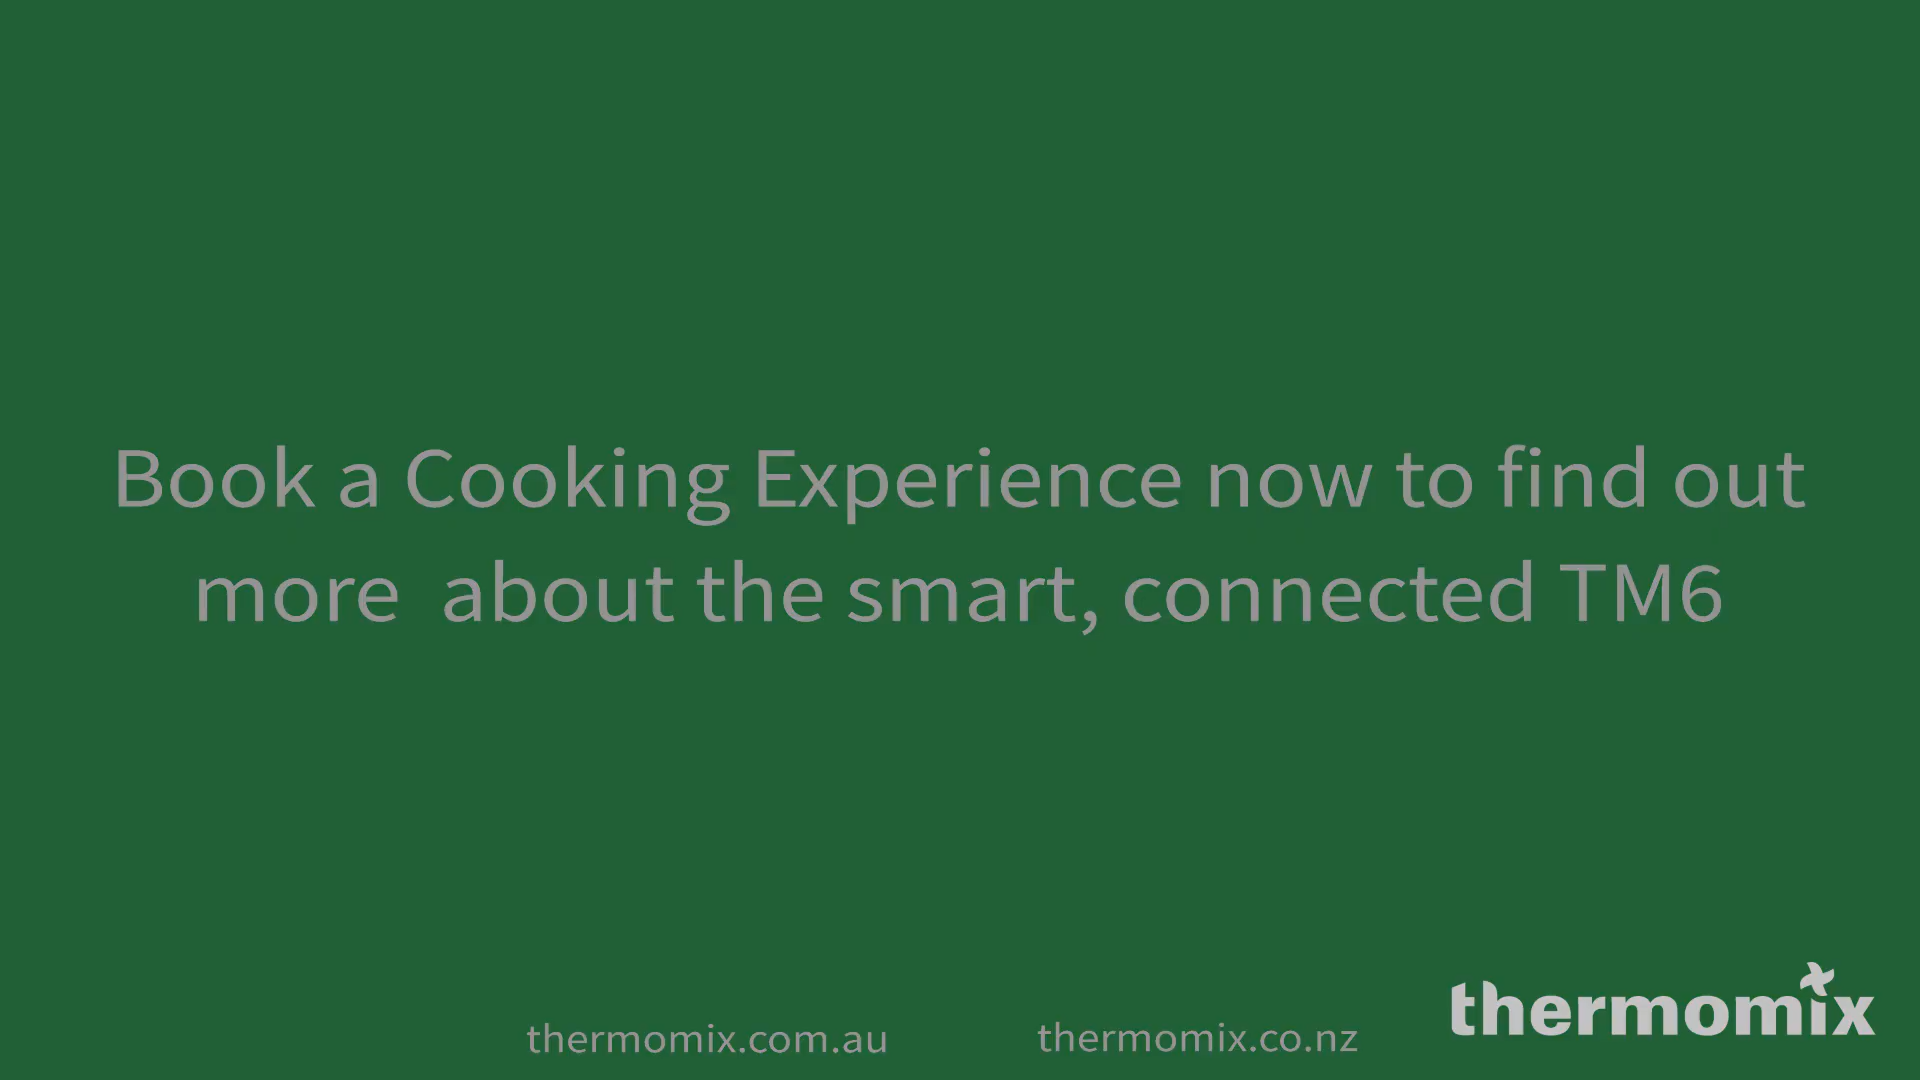 Book a Cooking Experience now to find out
more  about the smart, connected TM6
thermomix.com.au
thermomix.co.nz
thermomix